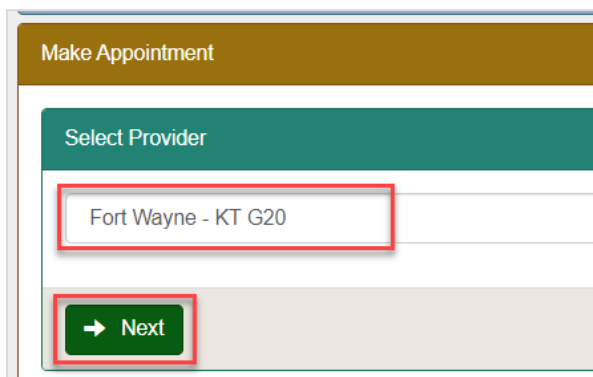 Make Appointment
Select Provider
Fort Wayne - KT G20
Next